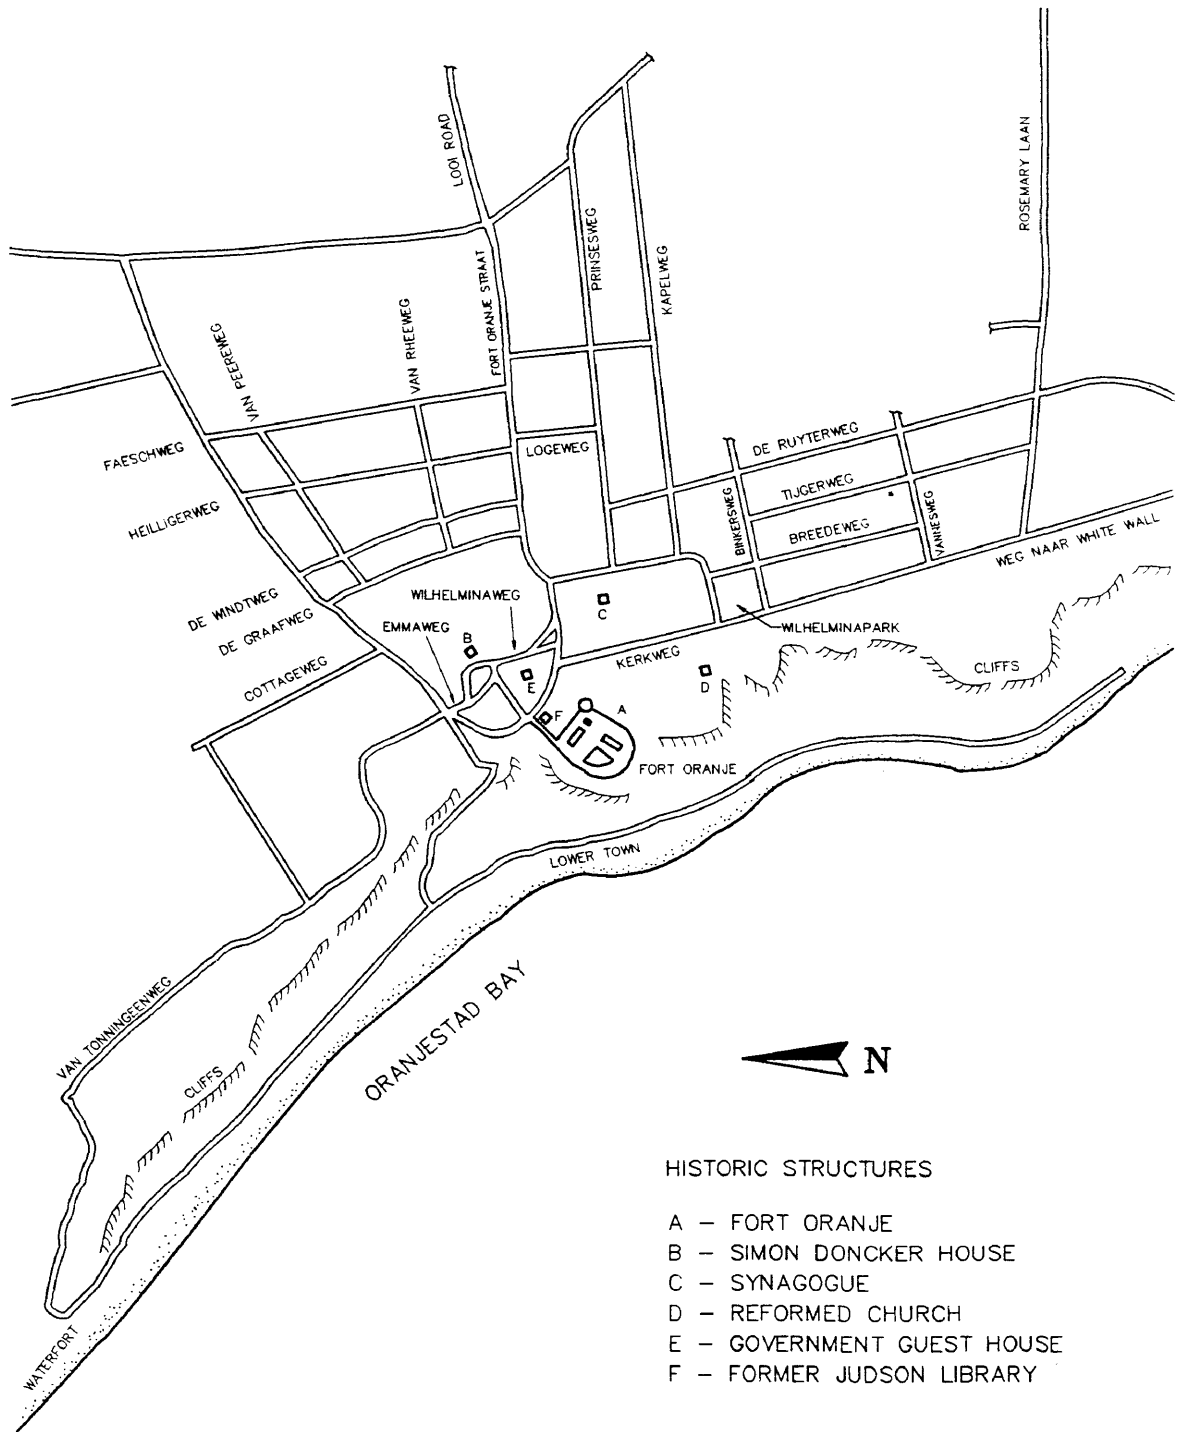 LOOI ROAD
ROSEMARY LAAN
PRINSESWEG
KAPELWEG
FORT ORANJE STRAAT
VAN PEEREWEG
VAN RHEEWEG
FAESCHWEG
LOGEWEG
DE RUYTERWEG
TIJGERWEG
HEILLIGERWEG
BINKERSWEG
BREEDEWEG
VANNESWEG
WEG NAAR WHITE WALL
DE WINDTWEG
WILHELMINAWEG
C
DE GRAAFWEG
EMMAWEG
WILHELMINAPARK
B
COTTAGEWEG
KERKWEG
CLIFFS
E
D
F
A
FORT ORANJE
LOWER TOWN
VAN TONNINGEENWEG
ORANJESTAD BAY
CLIFFS
N
WATERFORT
HISTORIC STRUCTURES
A – FORT ORANJE
B – SIMON DONCKER HOUSE
C – SYNAGOGUE
D – REFORMED CHURCH
E – GOVERNMENT GUEST HOUSE
F – FORMER JUDSON LIBRARY